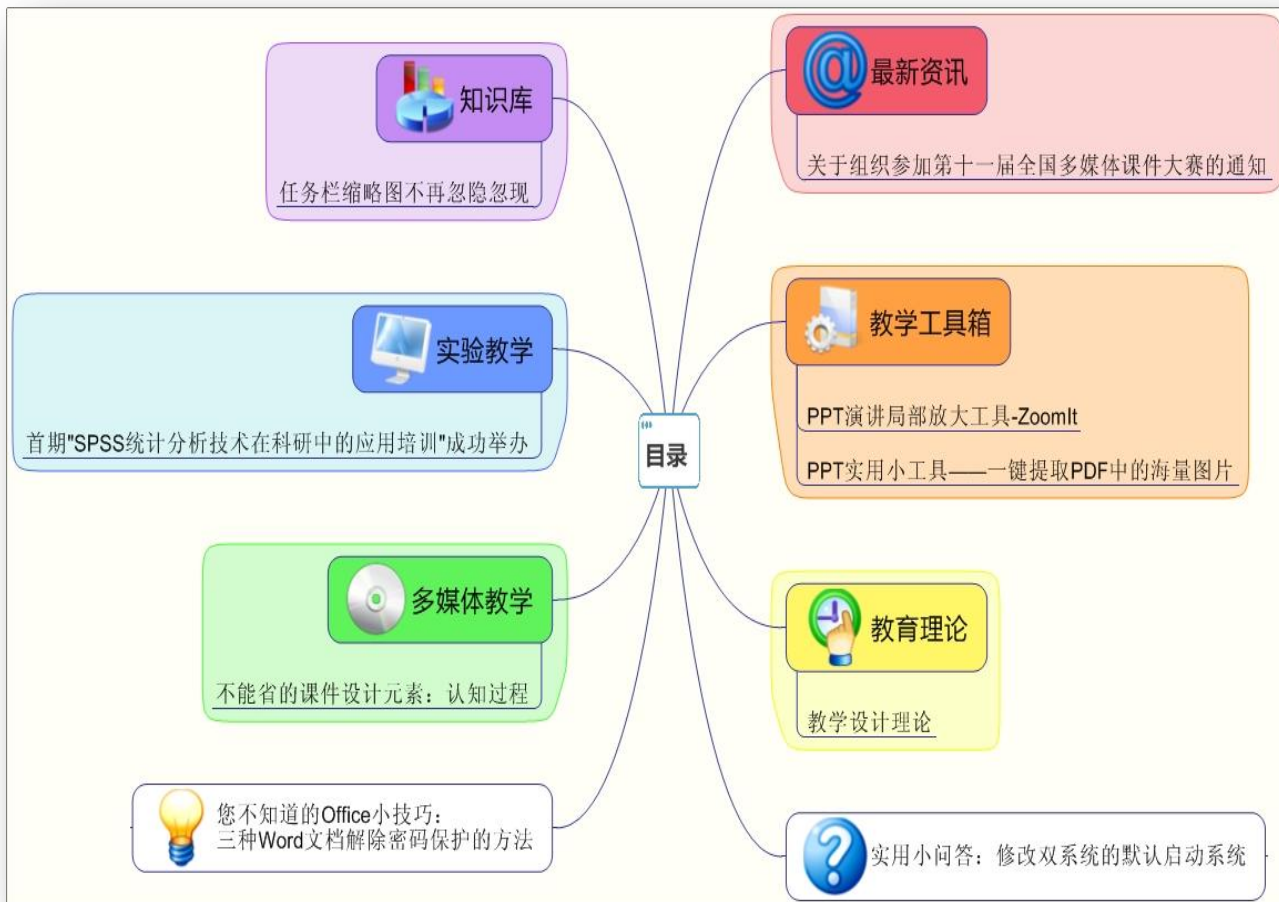 目录
最新资讯
关于组织参加第十一届全国多媒体课件大赛的通知
教学工具箱
PPT演讲局部放大工具-ZoomIt
PPT实用小工具——一键提取PDF中的海量图片
教育理论
教学设计理论
实用小问答：修改双系统的默认启动系统
知识库
任务栏缩略图不再忽隐忽现
实验教学
首期"SPSS统计分析技术在科研中的应用培训"成功举办
多媒体教学
不能省的课件设计元素：认知过程
您不知道的Office小技巧：
三种Word文档解除密码保护的方法